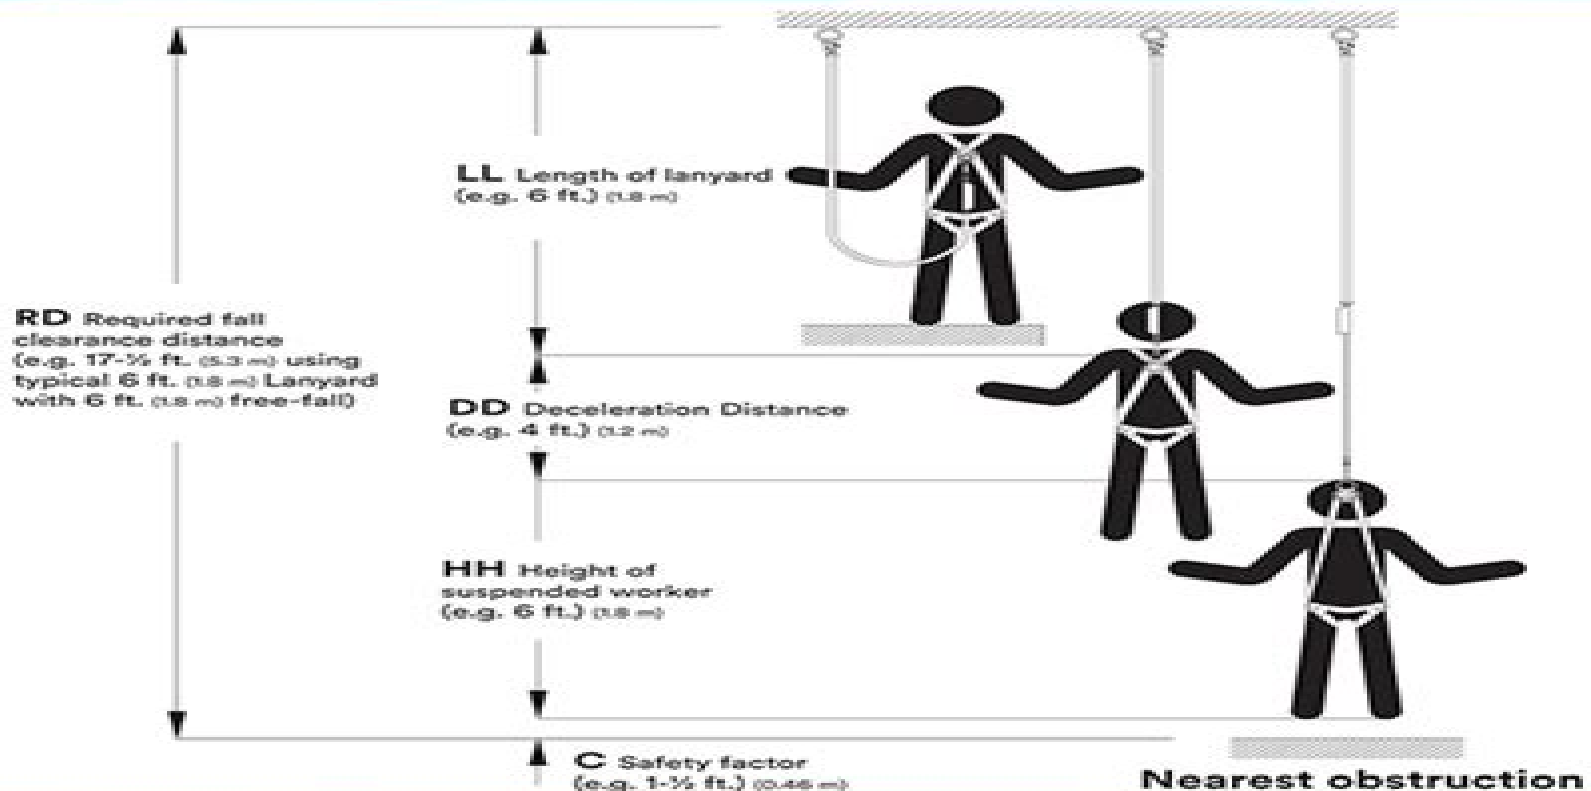 LL Length of lanyard
(e.g. 6 ft.) (1.8 m)
RD Required fall
clearance distance
(e.g. 17-½ ft. (5.3 m) using
typical 6 ft. (1.8 m) Lanyard
with 6 ft. (1.8 m) free-fall)
DD Deceleration Distance
(e.g. 4 ft.) (1.2 m)
HH Height of
suspended worker
(e.g. 6 ft.) (1.8 m)
C Safety factor
(e.g. 1-½ ft.) (0.46 m)
Nearest obstruction